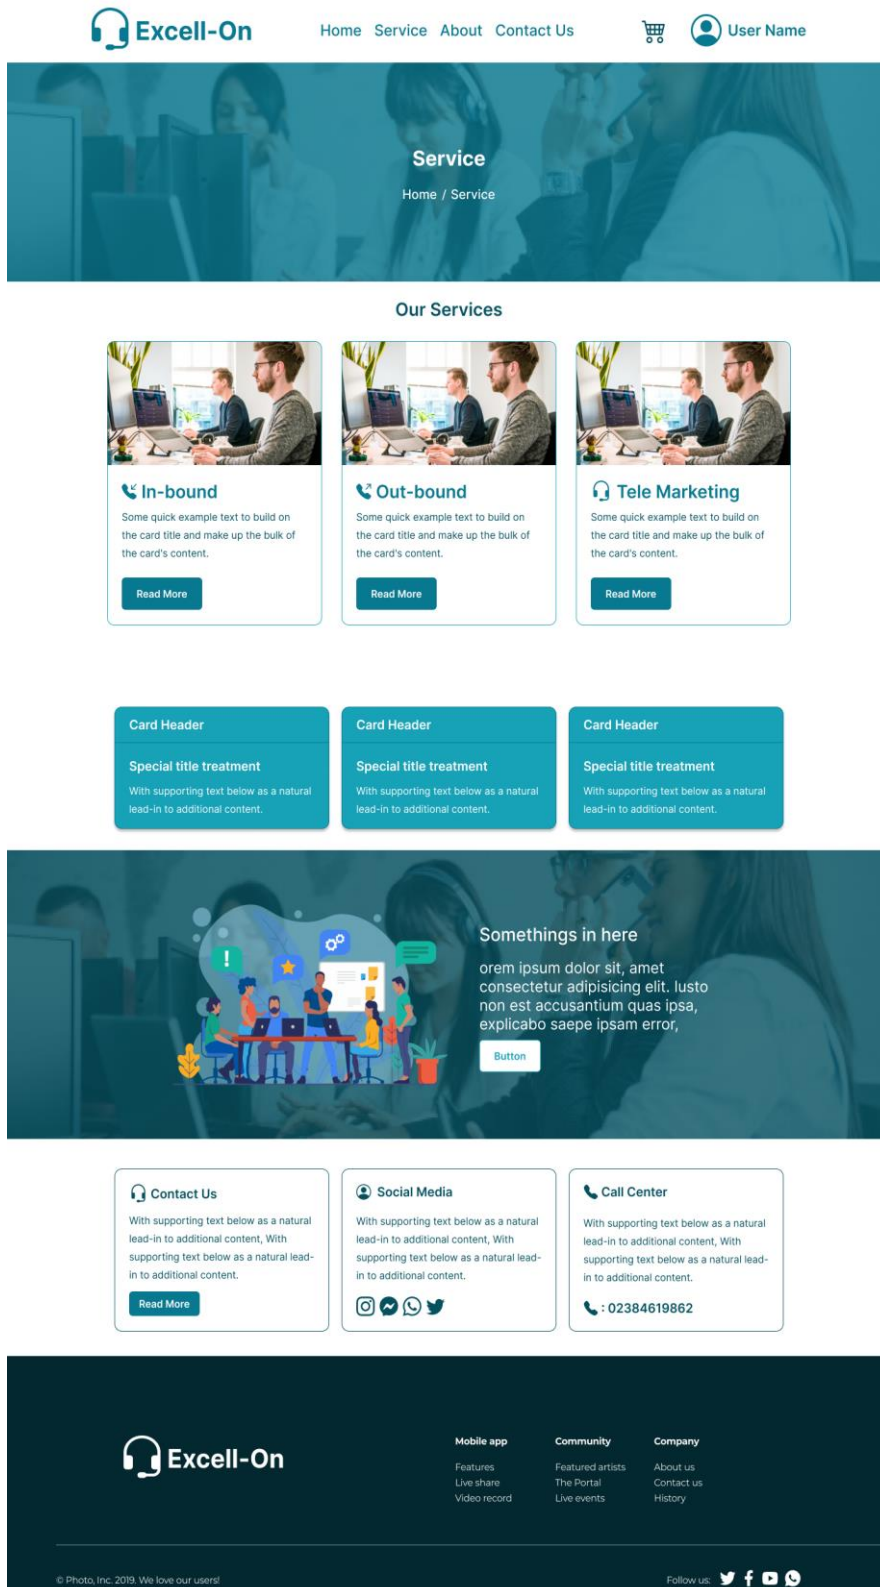 Excell-On
Home Service About Contact Us
User Name
Service
Home / Service
Our Services
In-bound
Some quick example text to build on
the card title and make up the bulk of
the card's content.
Read More
Out-bound
Some quick example text to build on
the card title and make up the bulk of
the card's content.
Read More
Tele Marketing
Some quick example text to build on
the card title and make up the bulk of
the card's content.
Read More
Card Header
Special title treatment
With supporting text below as a natural
lead-in to additional content.
Card Header
Special title treatment
With supporting text below as a natural
lead-in to additional content.
Card Header
Special title treatment
With supporting text below as a natural
lead-in to additional content.
Somethings in here
orem ipsum dolor sit, amet
consectetur adipisicing elit. Iusto
non est accusantium quas ipsa,
explicabo saepe ipsam error,
Button
Contact Us
With supporting text below as a natural
lead-in to additional content, With
supporting text below as a natural lead-
in to additional content.
Read More
Social Media
With supporting text below as a natural
lead-in to additional content, With
supporting text below as a natural lead-
in to additional content.
Call Center
With supporting text below as a natural
lead-in to additional content, With
supporting text below as a natural lead-
in to additional content.
: 02384619862
Excell-On
Mobile app
Features
Live share
Video record
Community
Featured artists
The Portal
Live events
Company
About us
Contact us
History
© Photo, Inc. 2019. We love our users!
Follow us: